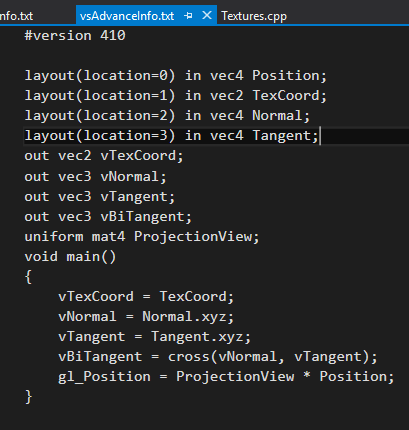 nfo.txt vsAdvanceInfo.txt Textures.cpp
#version 410
layout(location=0) in vec4 Position;
layout(location=1) in vec2 TexCoord;
layout(location=2) in vec4 Normal;
layout(location=3) in vec4 Tangent;
out vec2 vTexCoord;
out vec3 vNormal;
out vec3 vTangent;
out vec3 vBiTangent;
uniform mat4 ProjectionView;
void main()
{
vTexCoord = TexCoord;
vNormal = Normal.xyz;
vTangent = Tangent.xyz;
vBiTangent = cross(vNormal, vTangent);
gl_Position = ProjectionView * Position;
}